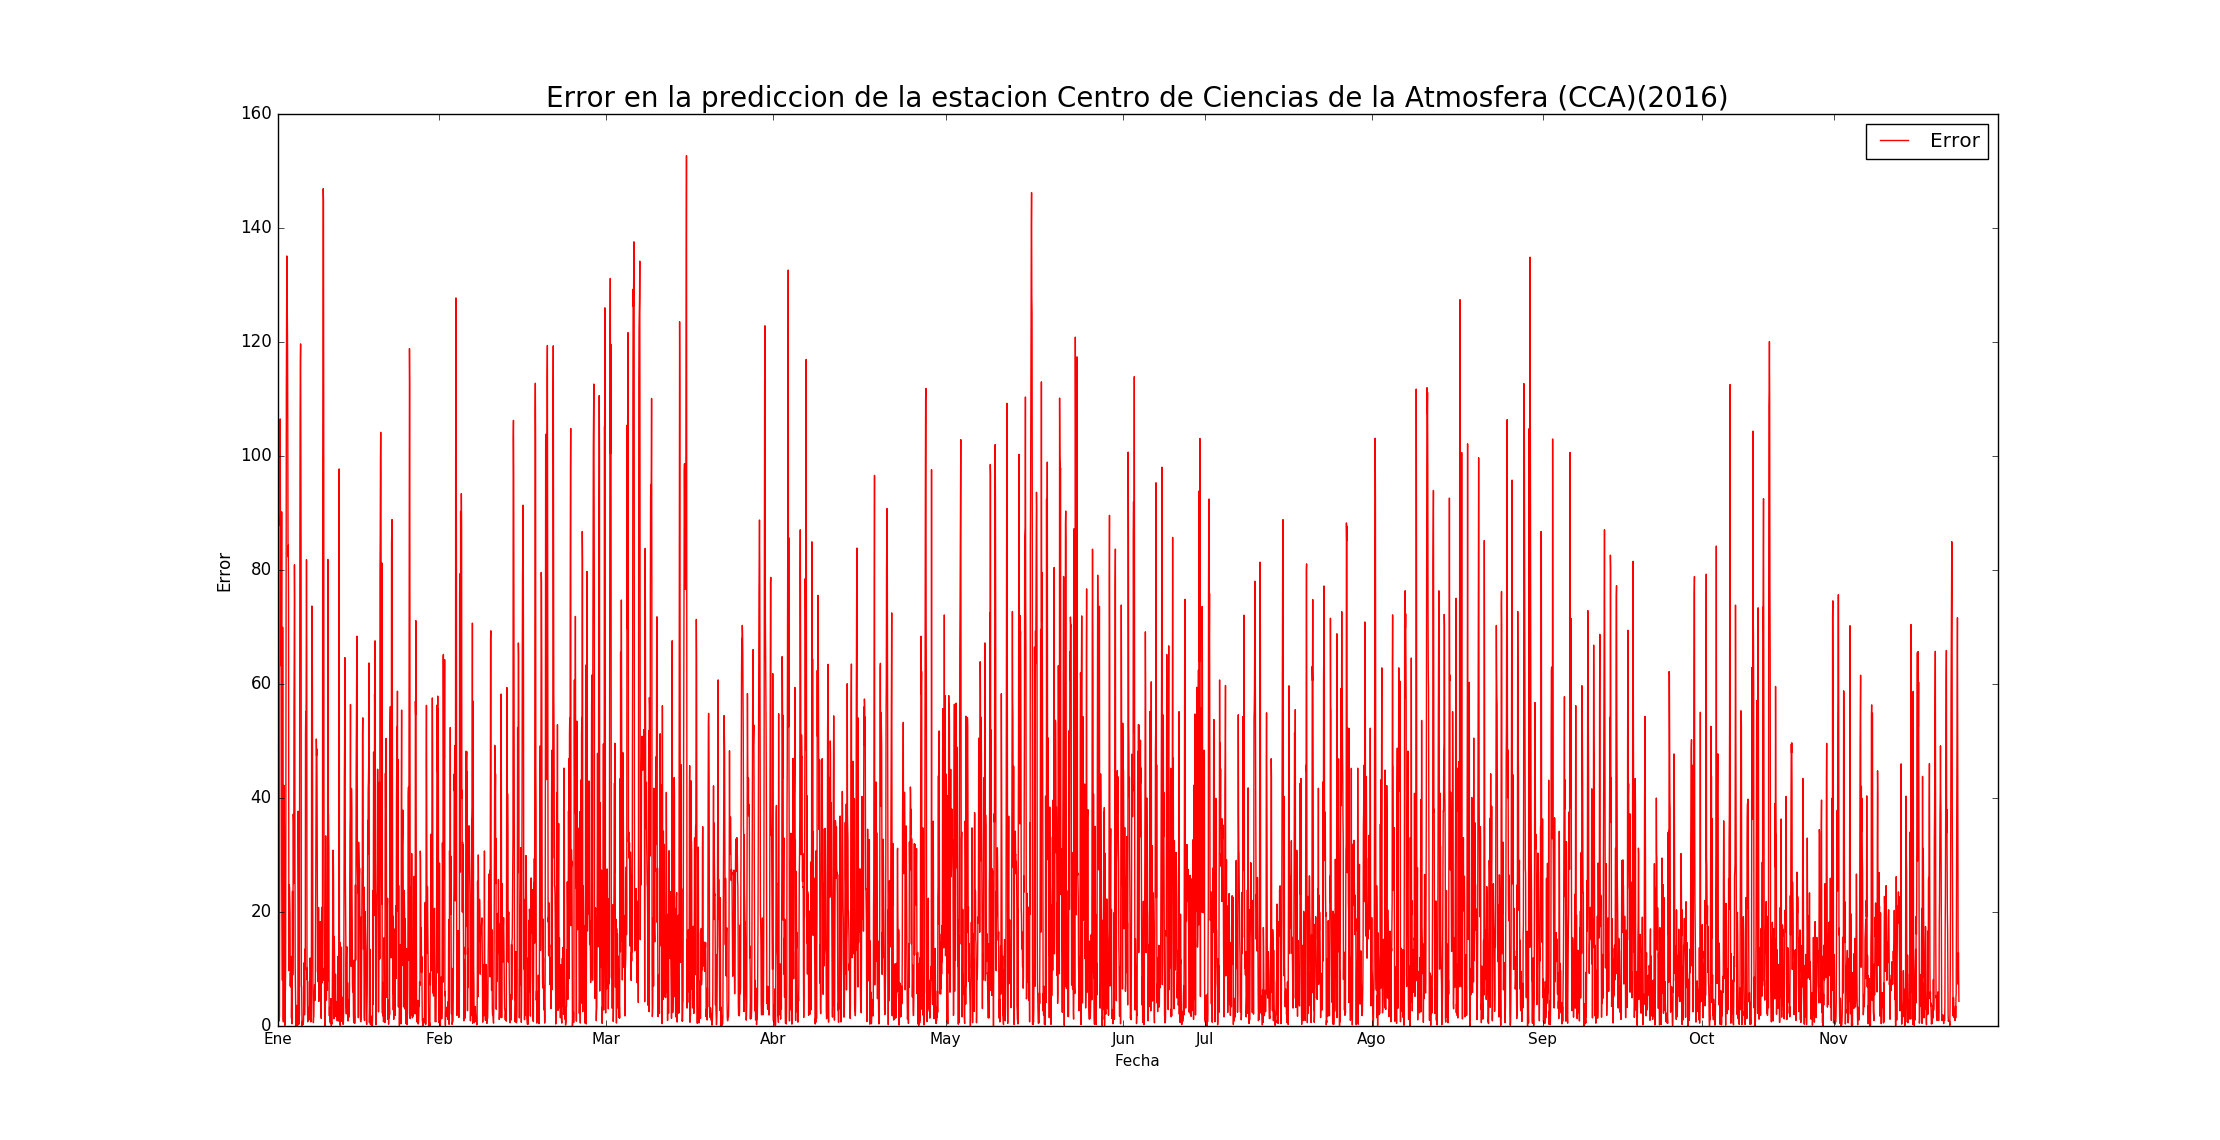 Error en la prediccion de la estacion Centro de Ciencias de la Atmosfera (CCA)(2016)
160
140
120
100
80
60
40
20
0
Error
Error
Ene Feb Mar Abr May Jun Jul Ago Sep Oct Nov
Fecha